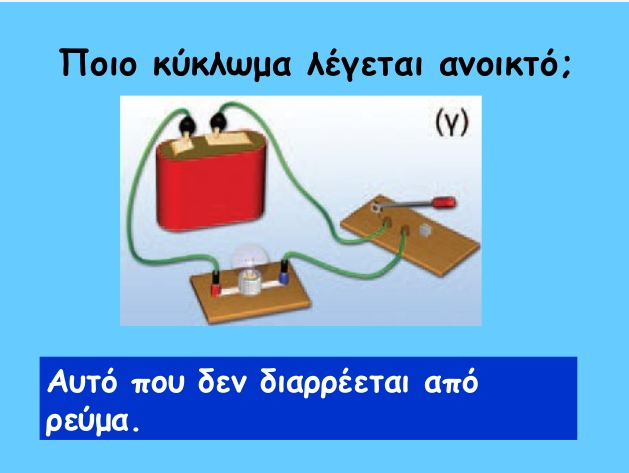 Ποιο κύκλωμα λέγεται ανοικτό;
(γ)
Αυτό που δεν διαρρέεται από
ρεύμα.